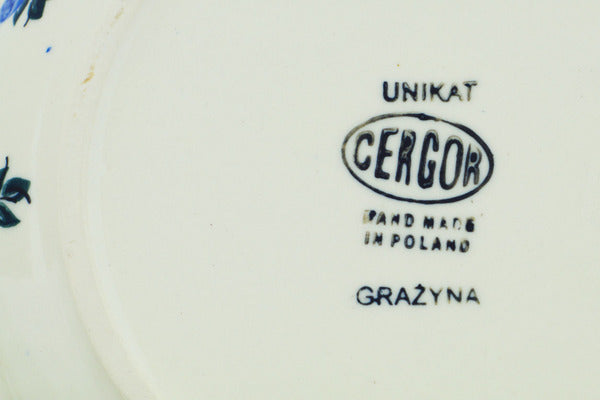 UNIKAT
CERGOR
HAND MADE
IN POLAND
GRAŻYNA